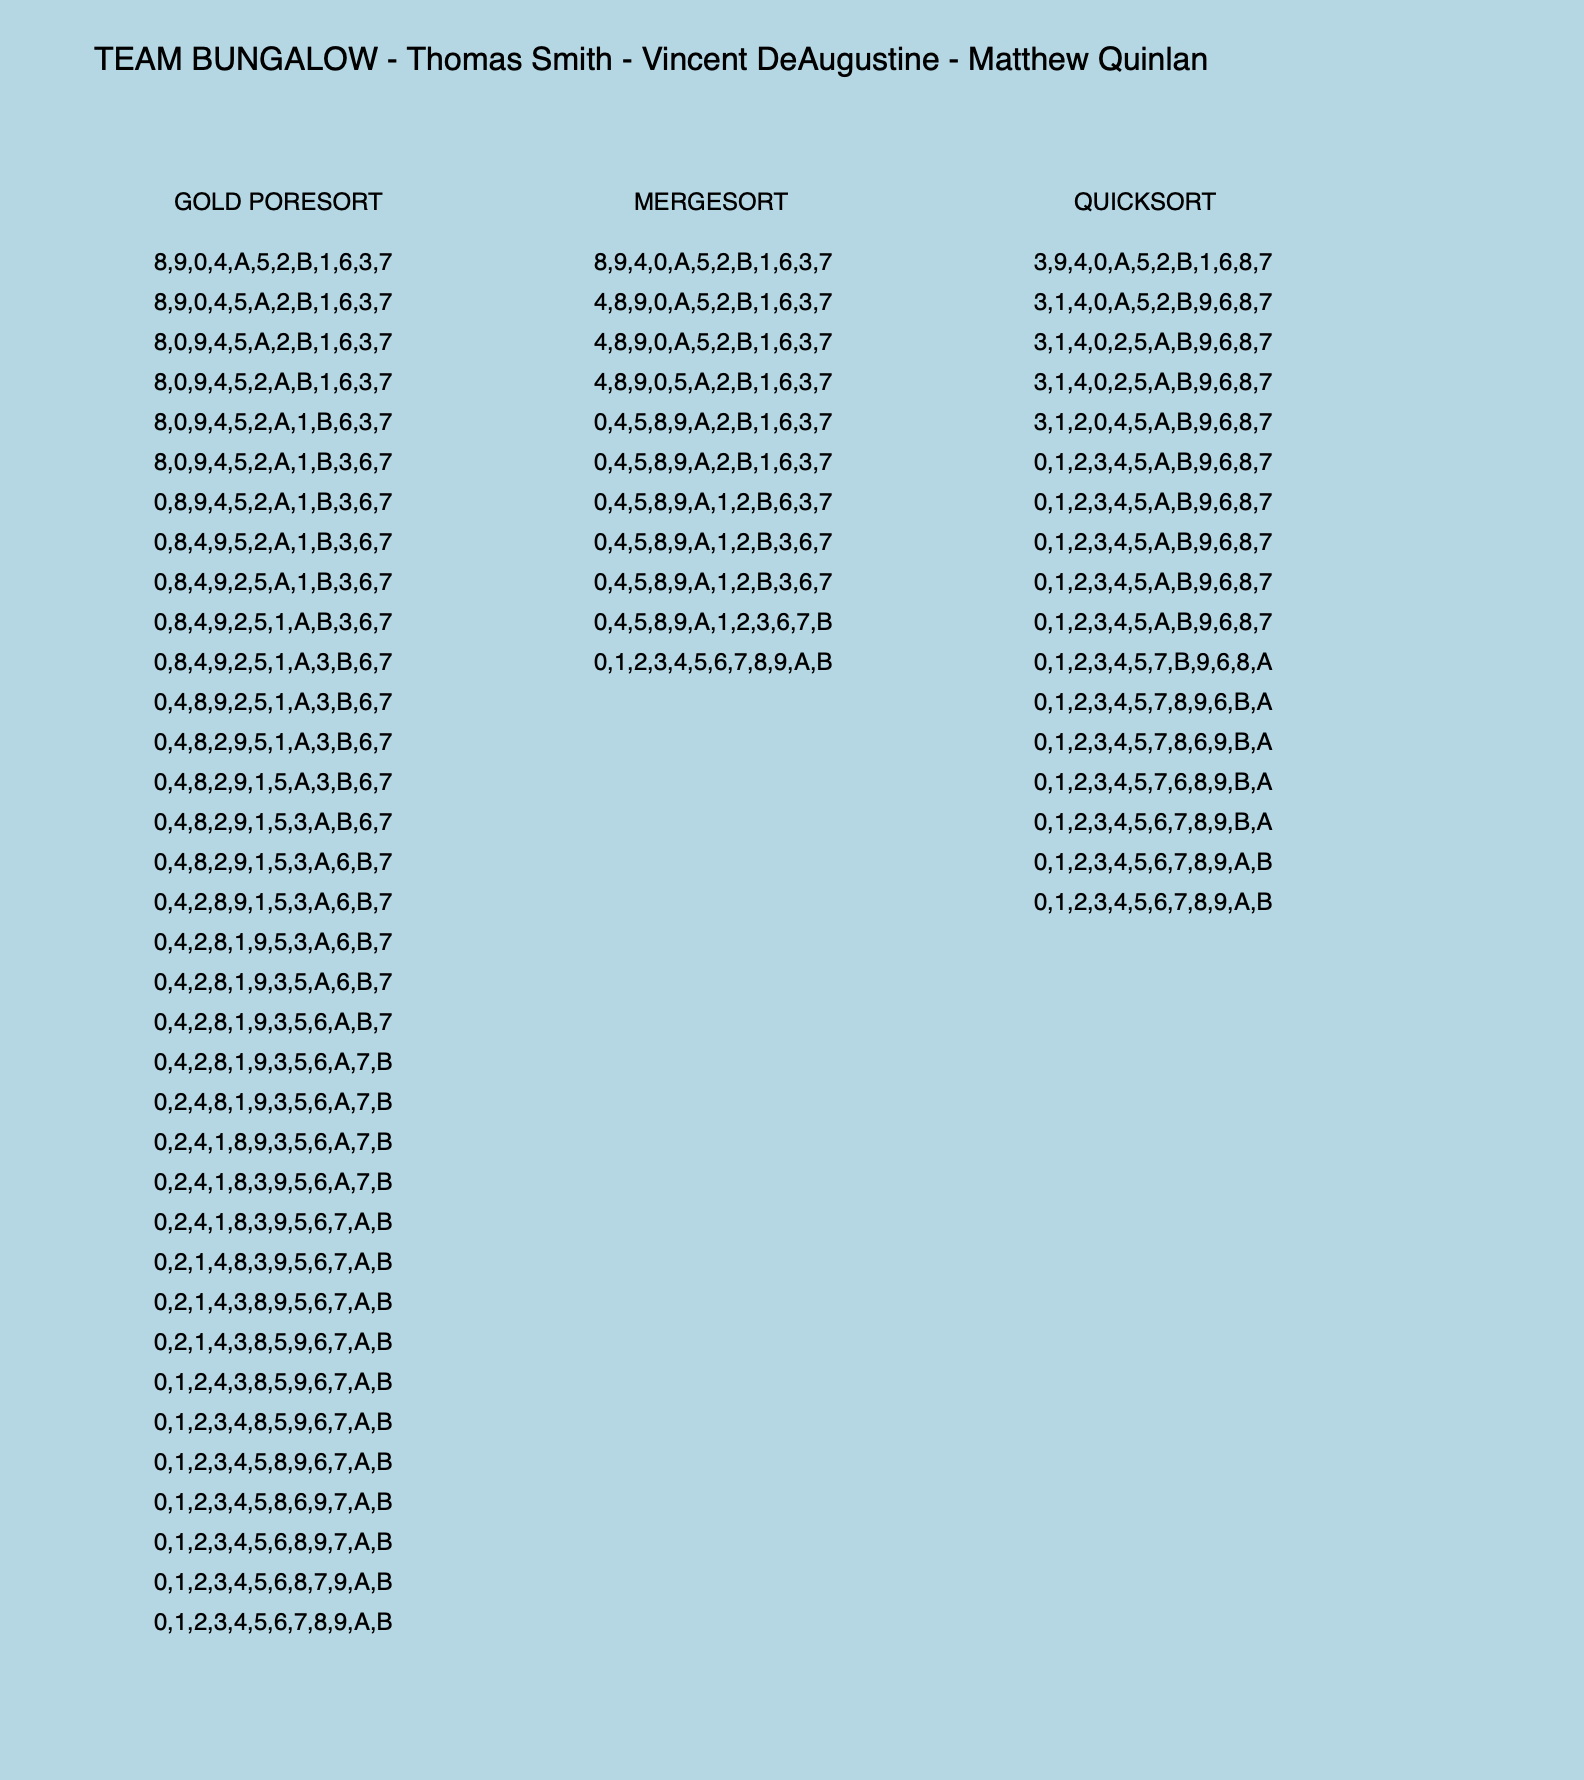 TEAM BUNGALOW - Thomas Smith - Vincent DeAugustine - Matthew Quinlan
GOLD PORESORT
8,9,0,4,A,5,2,B,1,6,3,7
8,9,0,4,5,A,2,B,1,6,3,7
8,0,9,4,5,A,2,B,1,6,3,7
8,0,9,4,5,2,A,B,1,6,3,7
8,0,9,4,5,2,A,1,B,6,3,7
8,0,9,4,5,2,A,1,B,3,6,7
0,8,9,4,5,2,A,1,B,3,6,7
0,8,4,9,5,2,A,1,B,3,6,7
0,8,4,9,2,5,A,1,B,3,6,7
0,8,4,9,2,5,1,A,B,3,6,7
0,8,4,9,2,5,1,A,3,B,6,7
0,4,8,9,2,5,1,A,3,B,6,7
0,4,8,2,9,5,1,A,3,B,6,7
0,4,8,2,9,1,5,A,3,B,6,7
0,4,8,2,9,1,5,3,A,B,6,7
0,4,8,2,9,1,5,3,A,6,B,7
0,4,2,8,9,1,5,3,A,6,B,7
0,4,2,8,1,9,5,3,A,6,B,7
0,4,2,8,1,9,3,5,A,6,B,7
0,4,2,8,1,9,3,5,6,A,B,7
0,4,2,8,1,9,3,5,6,A,7,B
0,2,4,8,1,9,3,5,6,A,7,B
0,2,4,1,8,9,3,5,6,A,7,B
0,2,4,1,8,3,9,5,6,A,7,B
0,2,4,1,8,3,9,5,6,7,A,B
0,2,1,4,8,3,9,5,6,7,A,B
0,2,1,4,3,8,9,5,6,7,A,B
0,2,1,4,3,8,5,9,6,7,A,B
0,1,2,4,3,8,5,9,6,7,A,B
0,1,2,3,4,8,5,9,6,7,A,B
0,1,2,3,4,5,8,9,6,7,A,B
0,1,2,3,4,5,8,6,9,7,A,B
0,1,2,3,4,5,6,8,9,7,A,B
0,1,2,3,4,5,6,8,7,9,A,B
0,1,2,3,4,5,6,7,8,9,A,B
MERGESORT
8,9,4,0,A,5,2,B,1,6,3,7
4,8,9,0,A,5,2,B,1,6,3,7
4,8,9,0,A,5,2,B,1,6,3,7
4,8,9,0,5,A,2,B,1,6,3,7
0,4,5,8,9,A,2,B,1,6,3,7
0,4,5,8,9,A,2,B,1,6,3,7
0,4,5,8,9,A,1,2,B,6,3,7
0,4,5,8,9,A,1,2,B,3,6,7
0,4,5,8,9,A,1,2,B,3,6,7
0,4,5,8,9,A,1,2,3,6,7,B
0,1,2,3,4,5,6,7,8,9,A,B
QUICKSORT
3,9,4,0,A,5,2,B,1,6,8,7
3,1,4,0,A,5,2,B,9,6,8,7
3,1,4,0,2,5,A,B,9,6,8,7
3,1,4,0,2,5,A,B,9,6,8,7
3,1,2,0,4,5,A,B,9,6,8,7
0,1,2,3,4,5,A,B,9,6,8,7
0,1,2,3,4,5,A,B,9,6,8,7
0,1,2,3,4,5,A,B,9,6,8,7
0,1,2,3,4,5,A,B,9,6,8,7
0,1,2,3,4,5,A,B,9,6,8,7
0,1,2,3,4,5,7,B,9,6,8,A
0,1,2,3,4,5,7,8,9,6,B,A
0,1,2,3,4,5,7,8,6,9,B,A
0,1,2,3,4,5,7,6,8,9,B,A
0,1,2,3,4,5,6,7,8,9,B,A
0,1,2,3,4,5,6,7,8,9,A,B
0,1,2,3,4,5,6,7,8,9,A,B